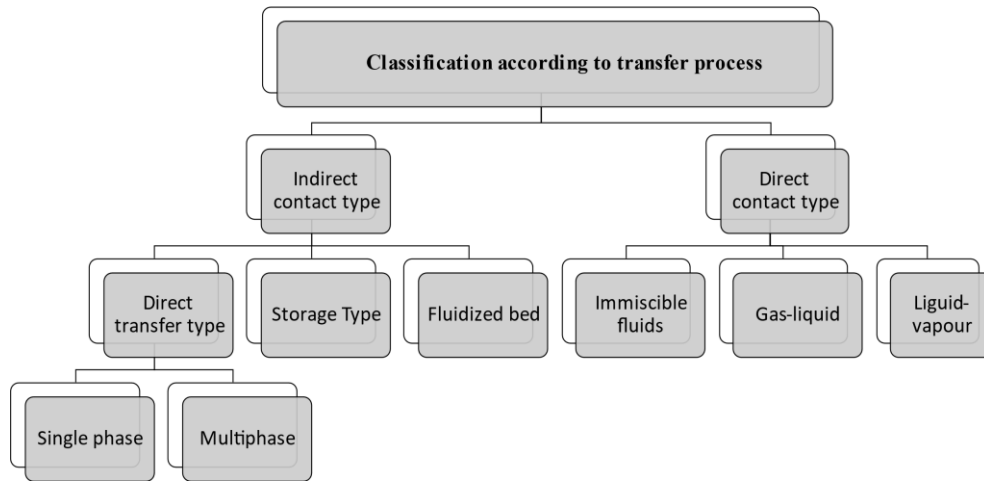 Classification according to transfer process
Indirect
contact type
Direct
contact type
Direct
transfer type
Storage Type
Fluidized bed
Immiscible
fluids
Gas-liquid
Liguid-
vapour
Single phase
Multiphase